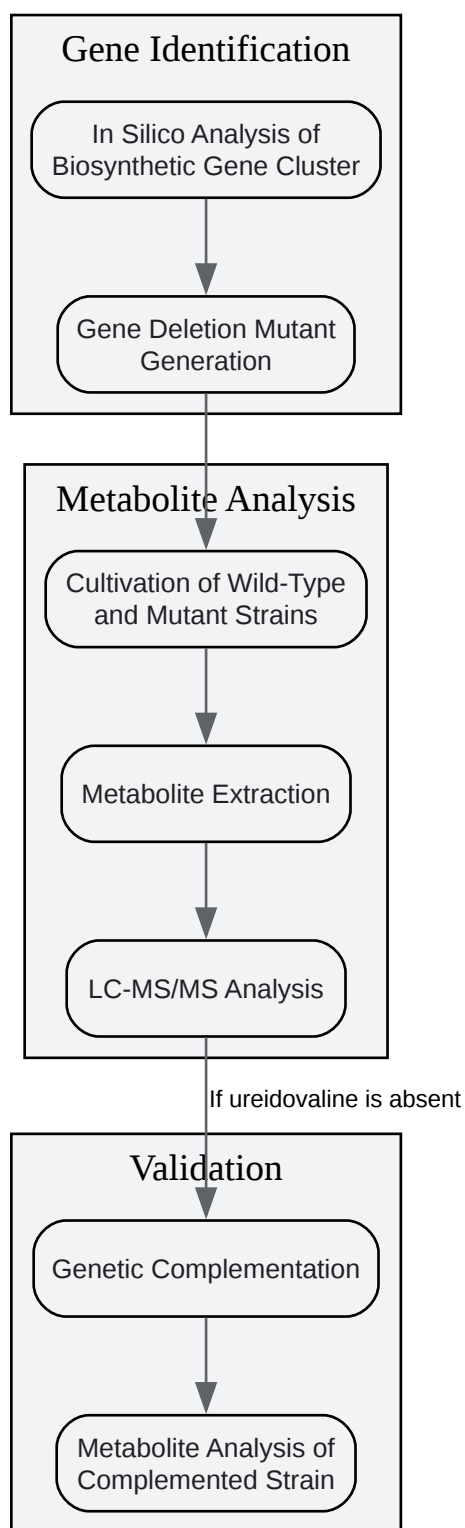 Gene Identification
In Silico Analysis of
Biosynthetic Gene Cluster
Gene Deletion Mutant
Generation
Metabolite Analysis
Cultivation of Wild-Type
and Mutant Strains
Metabolite Extraction
LC-MS/MS Analysis
If ureidovaline is absent
Validation
Genetic Complementation
Metabolite Analysis of
Complemented Strain